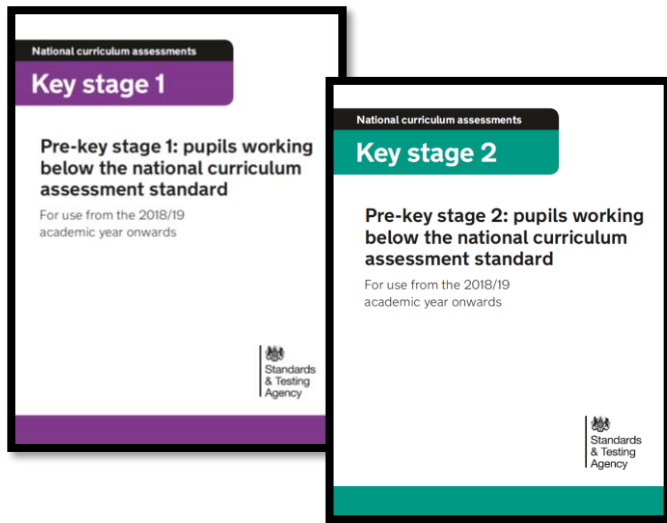 National curriculum assessments
Key stage 1
Pre-key stage 1: pupils working
below the national curriculum
assessment standard
For use from the 2018/19
academic year onwards
Standards
& Testing
Agency
National curriculum assessments
Key stage 2
Pre-key stage 2: pupils working
below the national curriculum
assessment standard
For use from the 2018/19
academic year onwards
Standards
& Testing
Agency